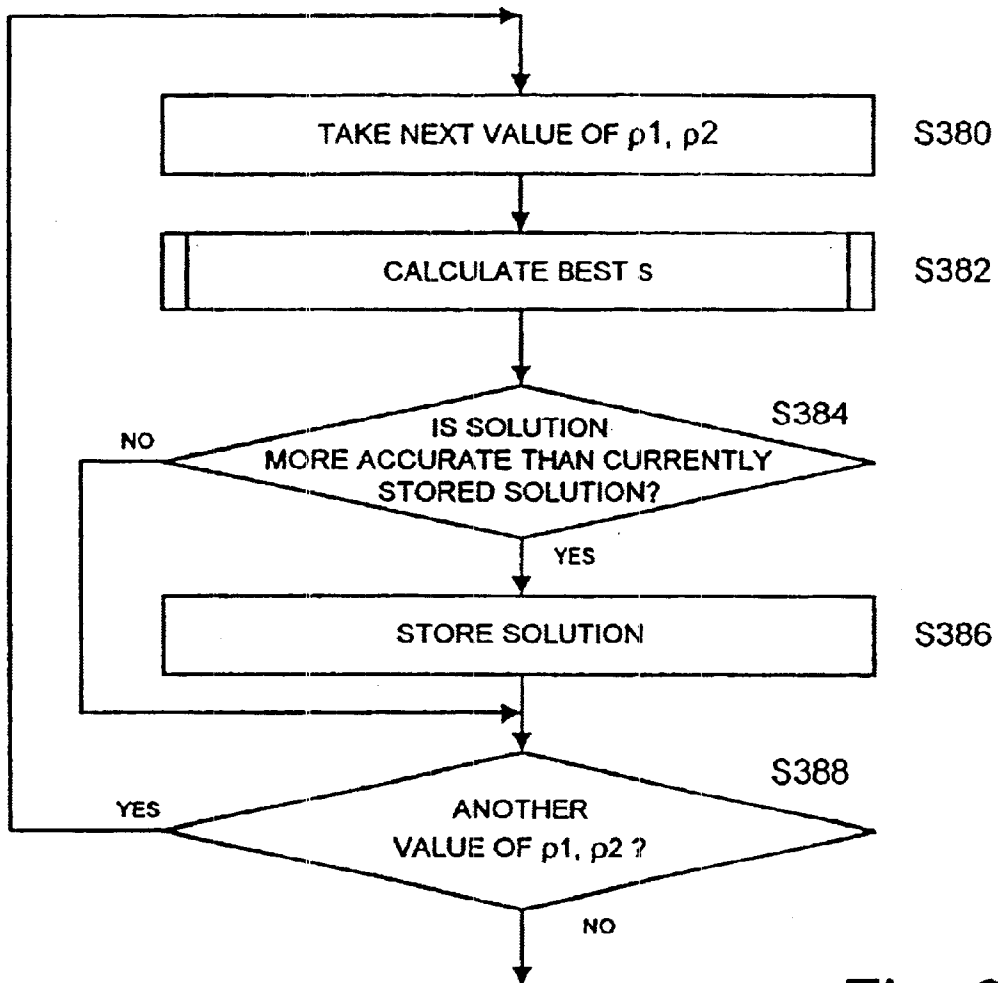 TAKE NEXT VALUE OF ρ1, ρ2
S380
CALCULATE BEST s
S382
S384
NO
IS SOLUTION
MORE ACCURATE THAN CURRENTLY
STORED SOLUTION?
YES
STORE SOLUTION
S386
S388
YES
ANOTHER
VALUE OF ρ1, ρ2 ?
NO